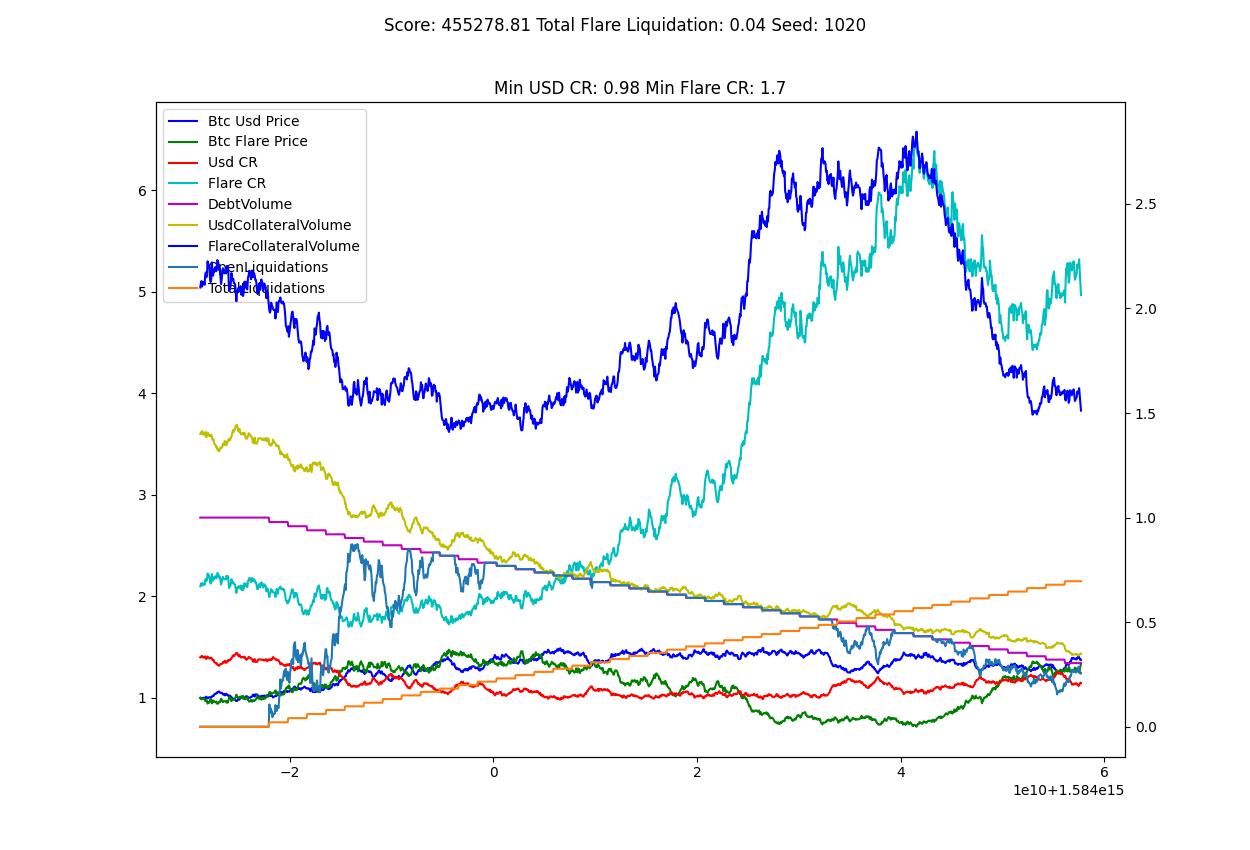 Score: 455278.81 Total Flare Liquidation: 0.04 Seed: 1020
Min USD CR: 0.98 Min Flare CR: 1.7
Btc Usd Price
Btc Flare Price
Usd CR
Flare CR
DebtVolume
UsdCollateralVolume
FlareCollateralVolume
OpenLiquidations
TotalLiquidations
6
5
4
3
2
1
2.5
2.0
1.5
1.0
0.5
0.0
−2
0
2
4
6
1e10+1.584e15